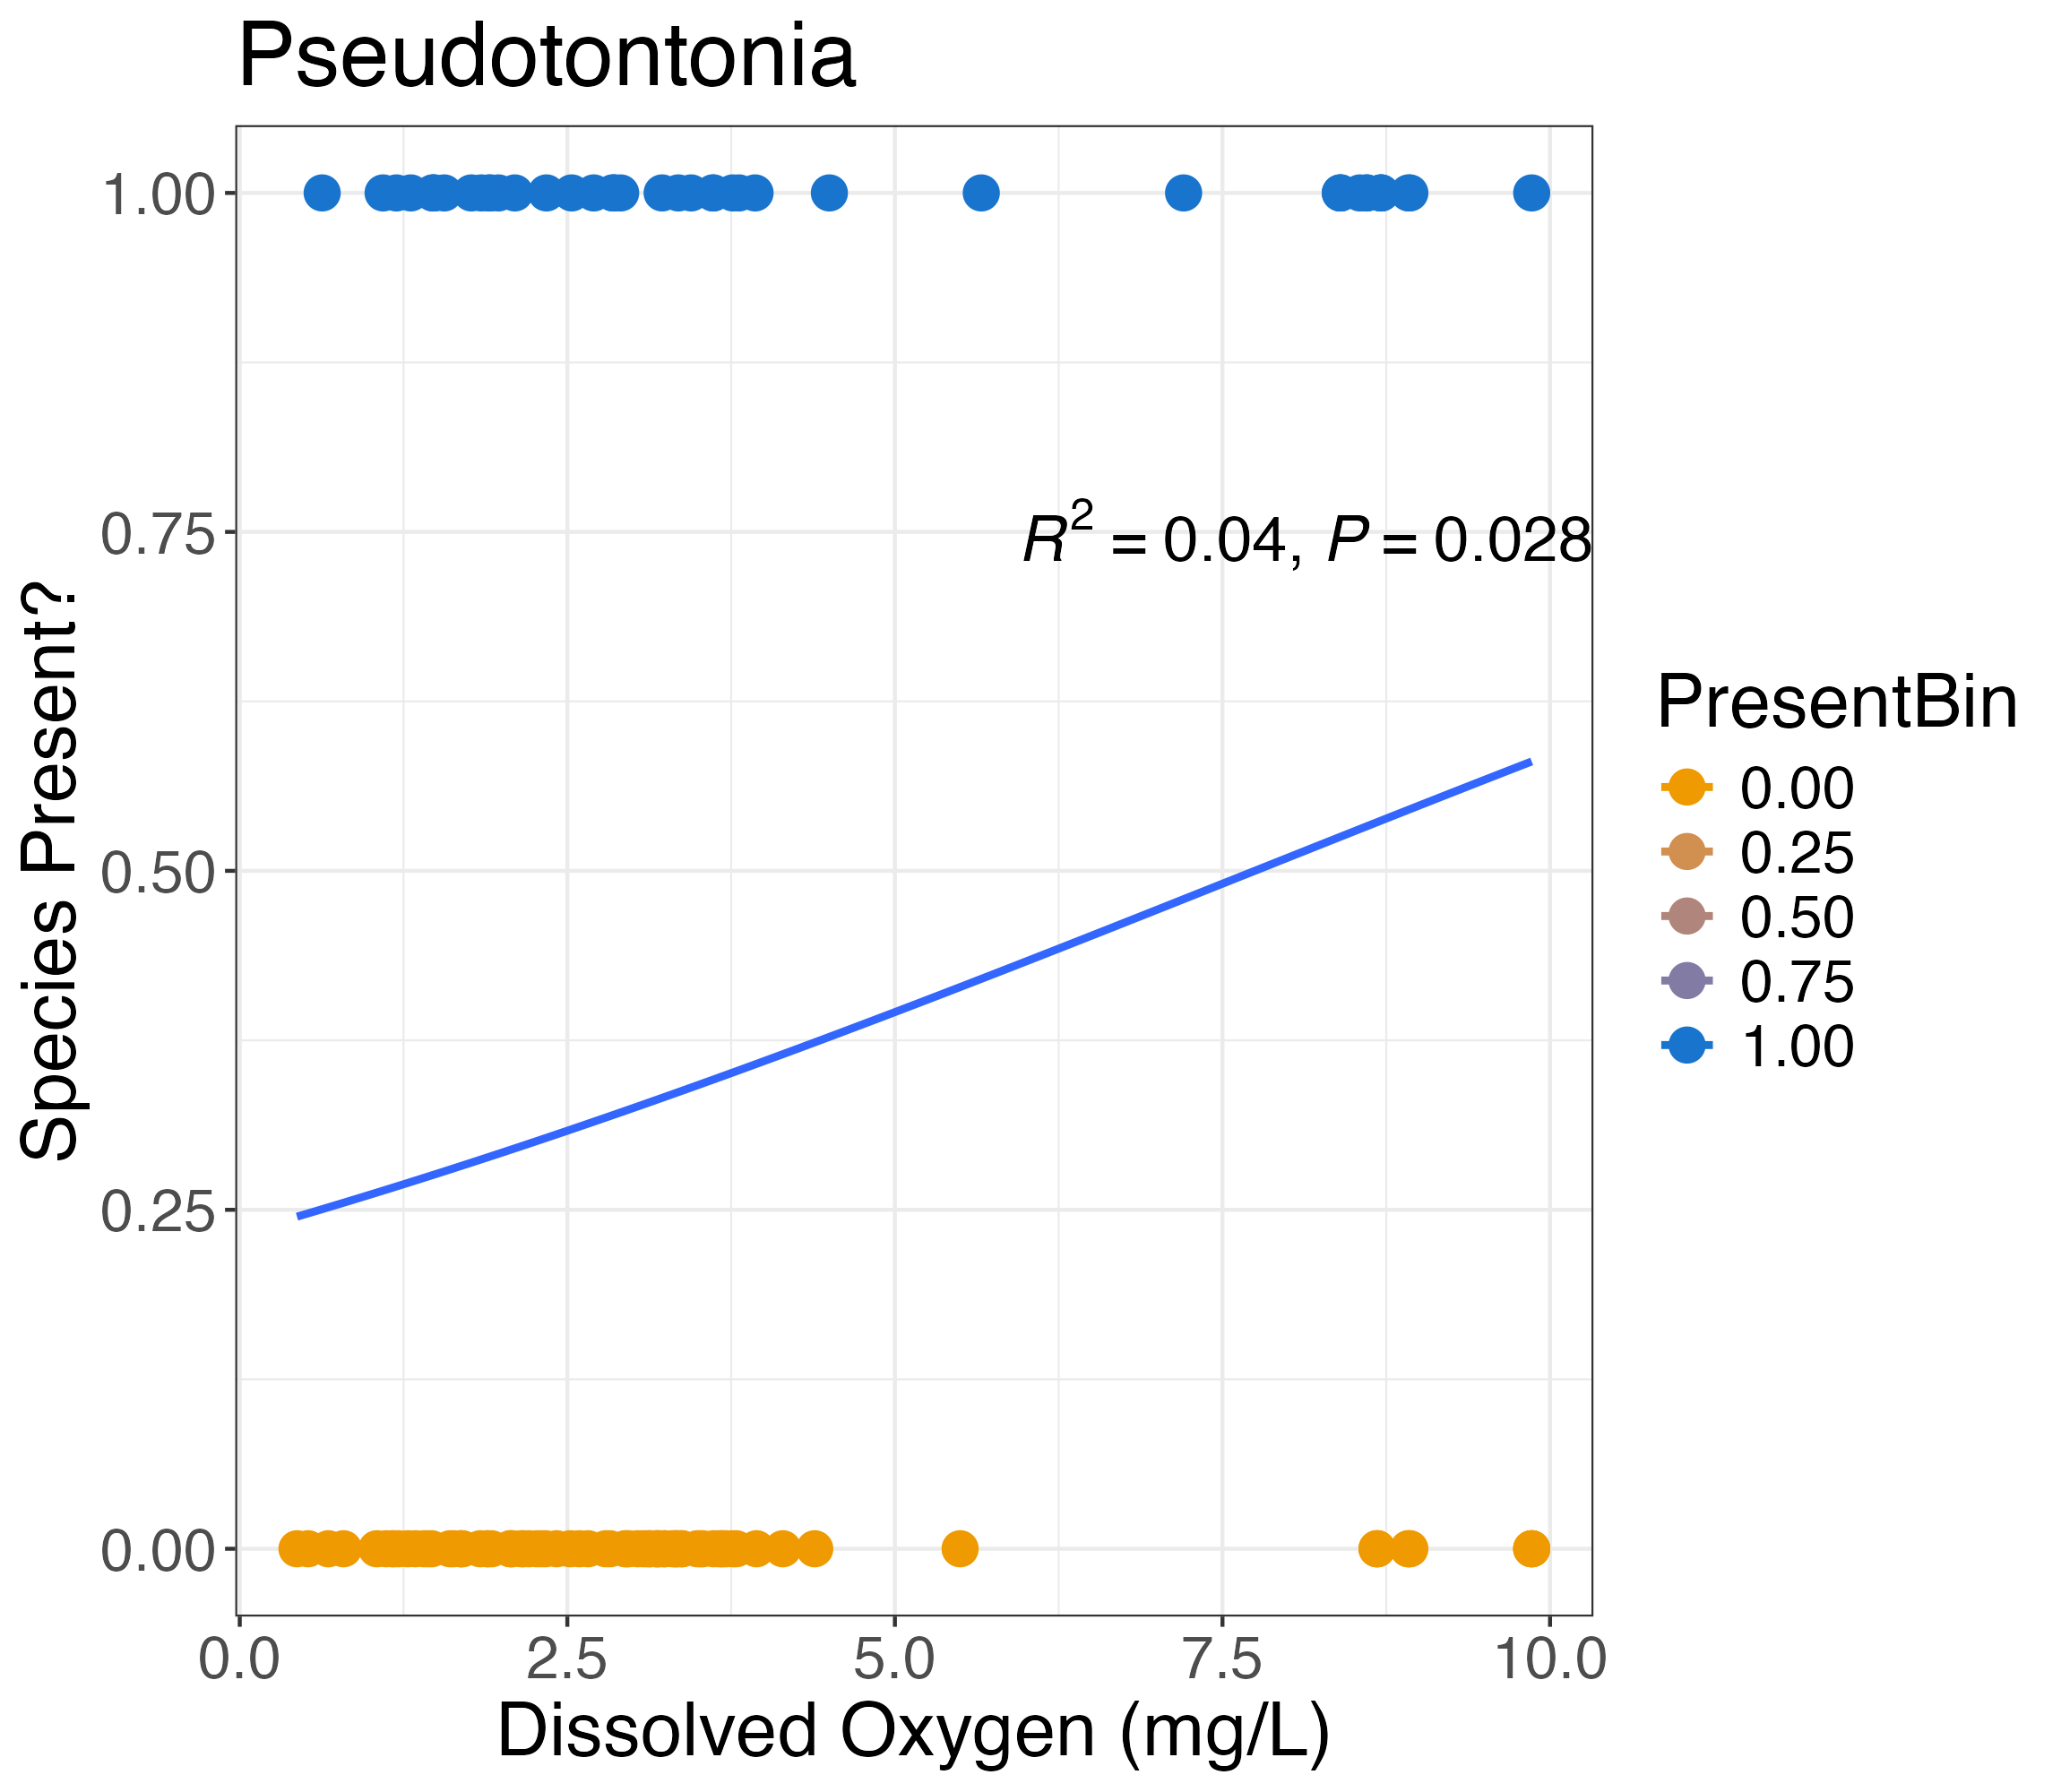 Pseudotontonia
1.00
0.75
0.50
0.25
0.00
Species Present?
R² = 0.04, P = 0.028
0.0 2.5 5.0 7.5 10.0
Dissolved Oxygen (mg/L)
PresentBin
0.00
0.25
0.50
0.75
1.00